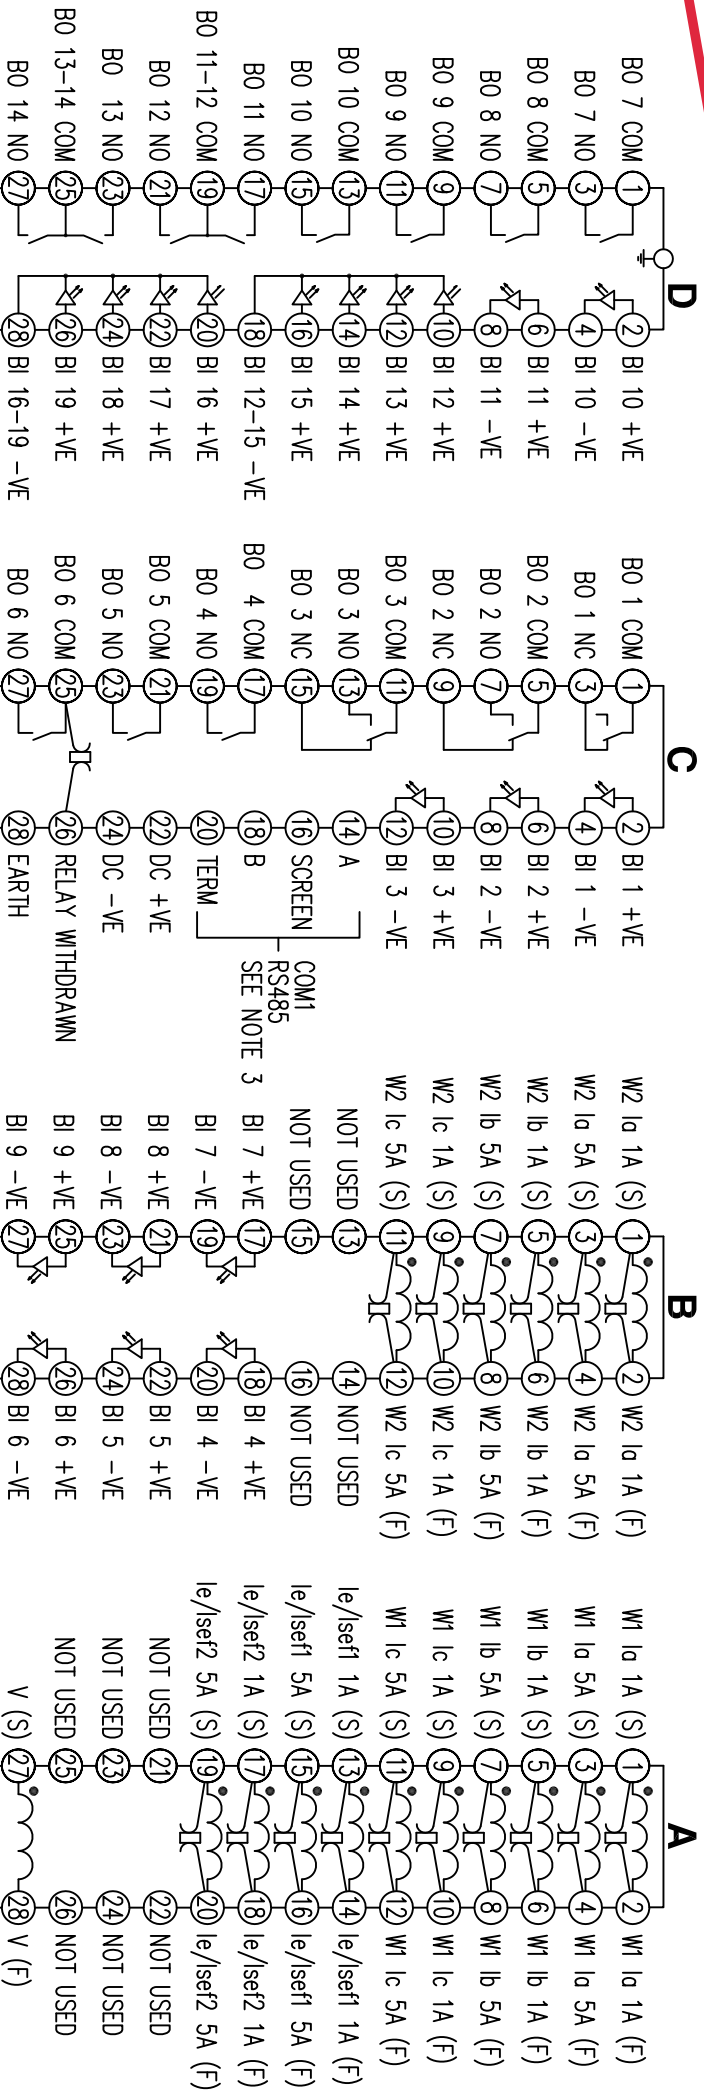 D
BO 7 COM 1 2 BI 10 +VE
BO 7 NO 3 4 BI 10 -VE
BO 8 COM 5 6 BI 11 +VE
BO 8 NO 7 8 BI 11 -VE
BO 9 COM 9 10 BI 12 +VE
BO 9 NO 11 12 BI 13 +VE
BO 10 COM 13 14 BI 14 +VE
BO 10 NO 15 16 BI 15 +VE
BO 11 NO 17 18 BI 12-15 -VE
BO 11-12 COM 19 20 BI 16 +VE
BO 12 NO 21 22 BI 17 +VE
BO 13 NO 23 24 BI 18 +VE
BO 13-14 COM 25 26 BI 19 +VE
BO 14 NO 27 28 BI 16-19 -VE
C
BO 1 COM 1 2 BI 1 +VE
BO 1 NC 3 4 BI 1 -VE
BO 2 COM 5 6 BI 2 +VE
BO 2 NO 7 8 BI 2 -VE
BO 2 NC 9 10 BI 3 +VE
BO 3 COM 11 12 BI 3 -VE
BO 3 NO 13 14 A
BO 3 NC 15 16 SCREEN
BO 4 COM 17 18 B
BO 4 NO 19 20 TERM
COM1
RS485
SEE NOTE 3
BO 5 COM 21 22 DC +VE
BO 5 NO 23 24 DC -VE
BO 6 COM 25 26 RELAY WITHDRAWN
BO 6 NO 27 28 EARTH
B
W2 Ia 1A (S) 1 2 W2 Ia 1A (F)
W2 Ia 5A (S) 3 4 W2 Ia 5A (F)
W2 Ib 1A (S) 5 6 W2 Ib 1A (F)
W2 Ib 5A (S) 7 8 W2 Ib 5A (F)
W2 Ic 1A (S) 9 10 W2 Ic 1A (F)
W2 Ic 5A (S) 11 12 W2 Ic 5A (F)
NOT USED 13 14 NOT USED
NOT USED 15 16 NOT USED
BI 7 +VE 17 18 BI 4 +VE
BI 7 -VE 19 20 BI 4 -VE
BI 8 +VE 21 22 BI 5 +VE
BI 8 -VE 23 24 BI 5 -VE
BI 9 +VE 25 26 BI 6 +VE
BI 9 -VE 27 28 BI 6 -VE
A
W1 Ia 1A (S) 1 2 W1 Ia 1A (F)
W1 Ia 5A (S) 3 4 W1 Ia 5A (F)
W1 Ib 1A (S) 5 6 W1 Ib 1A (F)
W1 Ib 5A (S) 7 8 W1 Ib 5A (F)
W1 Ic 1A (S) 9 10 W1 Ic 1A (F)
W1 Ic 5A (S) 11 12 W1 Ic 5A (F)
Ie/Isef1 1A (S) 13 14 Ie/Isef1 1A (F)
Ie/Isef1 5A (S) 15 16 Ie/Isef1 5A (F)
Ie/Isef2 1A (S) 17 18 Ie/Isef2 1A (F)
Ie/Isef2 5A (S) 19 20 Ie/Isef2 5A (F)
NOT USED 21 22 NOT USED
NOT USED 23 24 NOT USED
NOT USED 25 26 NOT USED
V (S) 27 28 V (F)